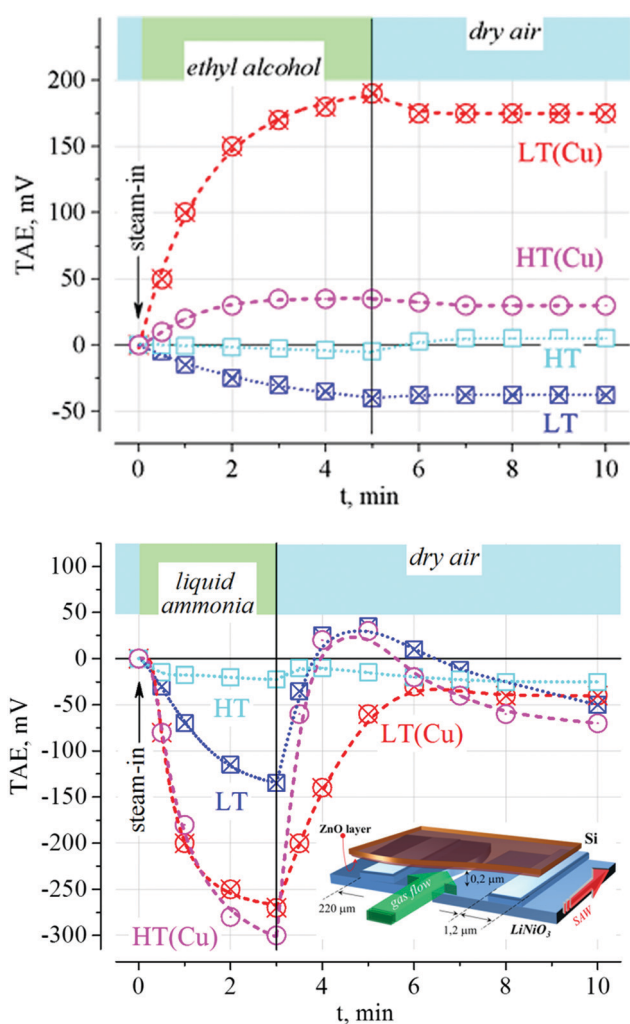 dry air
ethyl alcohol
200
150
100
50
0
-50
TAE, mV
steam-in
LT(Cu)
HT(Cu)
HT
LT
0 2 4 6 8 10
t, min
dry air
liquid
ammonia
100
50
0
-50
-100
-150
-200
-250
-300
TAE, mV
steam-in
HT
LT
LT(Cu)
HT(Cu)
ZnO layer
Si
0,2 μm
gas flow
220 μm
1,2 μm
LiNiO3
SAW
0 2 4 6 8 10
t, min